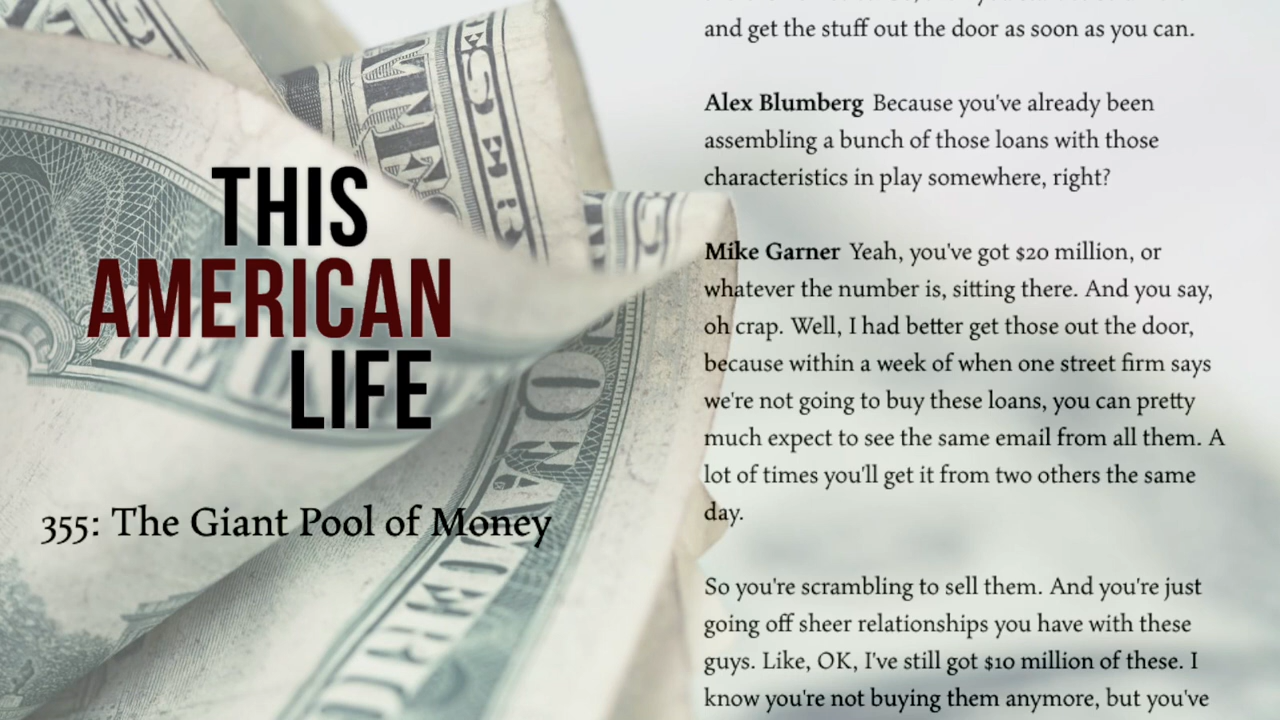 THIS
AMERICAN
LIFE
355: The Giant Pool of Money
and get the stuff out the door as soon as you can.
Alex Blumberg Because you've already been
assembling a bunch of those loans with those
characteristics in play somewhere, right?
Mike Garner Yeah, you've got $20 million, or
whatever the number is, sitting there. And you say,
oh crap. Well, I had better get those out the door,
because within a week of when one street firm says
we're not going to buy these loans, you can pretty
much expect to see the same email from all them. A
lot of times you'll get it from two others the same
day.
So you're scrambling to sell them. And you're just
going off sheer relationships you have with these
guys. Like, OK, I've still got $10 million of these. I
know you're not buying them anymore, but you've